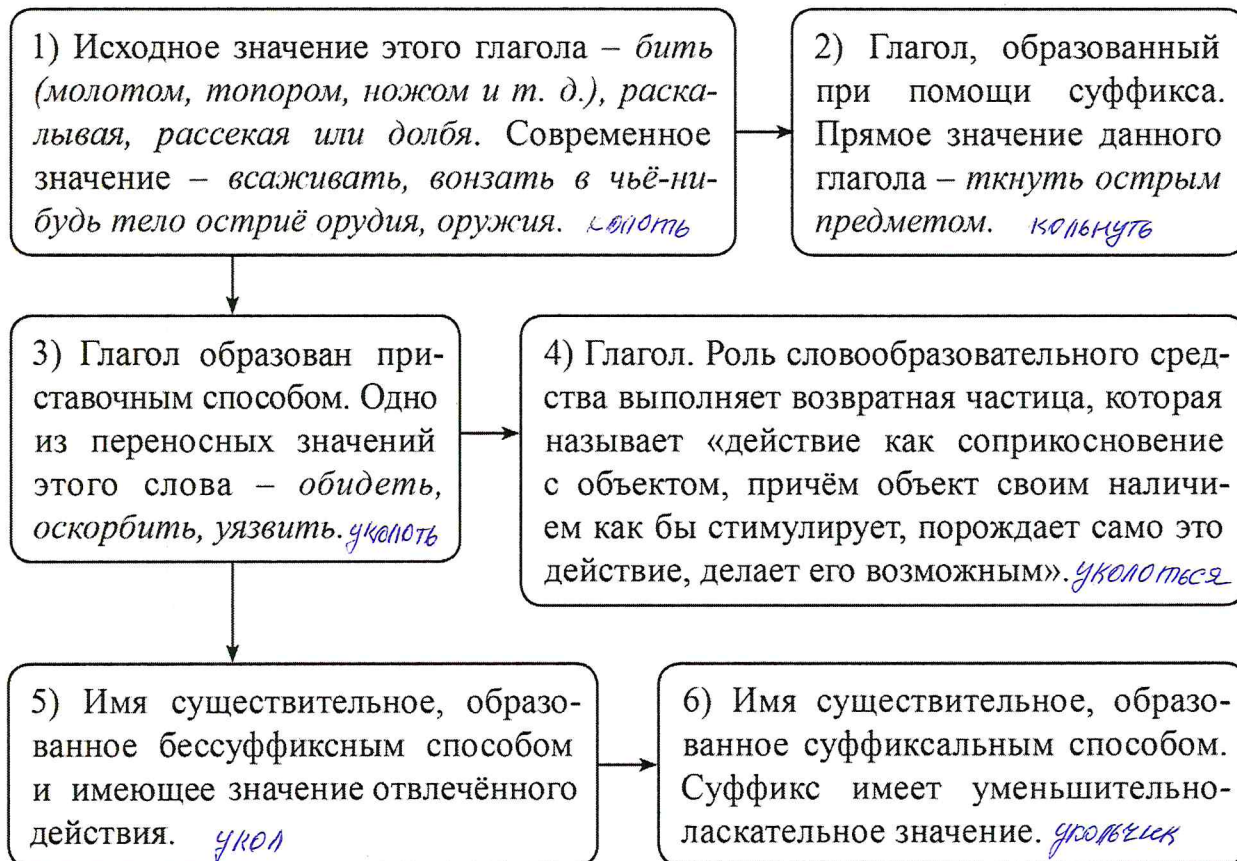 1) Исходное значение этого глагола – бить
(молотом, топором, ножом и т. д.), раска-
лывая, рассекая или долбя. Современное
значение – всаживать, вонзать в чьё-ни-
будь тело остриё орудия, оружия. колоть
2) Глагол, образованный
при помощи суффикса.
Прямое значение данного
глагола – ткнуть острым
предметом. кольнуть
3) Глагол образован при-
ставочным способом. Одно
из переносных значений
этого слова – обидеть,
оскорбить, уязвить. уколоть
4) Глагол. Роль словообразовательного сред-
ства выполняет возвратная частица, которая
называет «действие как соприкосновение
с объектом, причём объект своим наличи-
ем как бы стимулирует, порождает само это
действие, делает его возможным». уколоться
5) Имя существительное, образо-
ванное бессуффиксным способом
и имеющее значение отвлечённого
действия. укол
6) Имя существительное, образо-
ванное суффиксальным способом.
Суффикс имеет уменьшительно-
ласкательное значение. укольчик